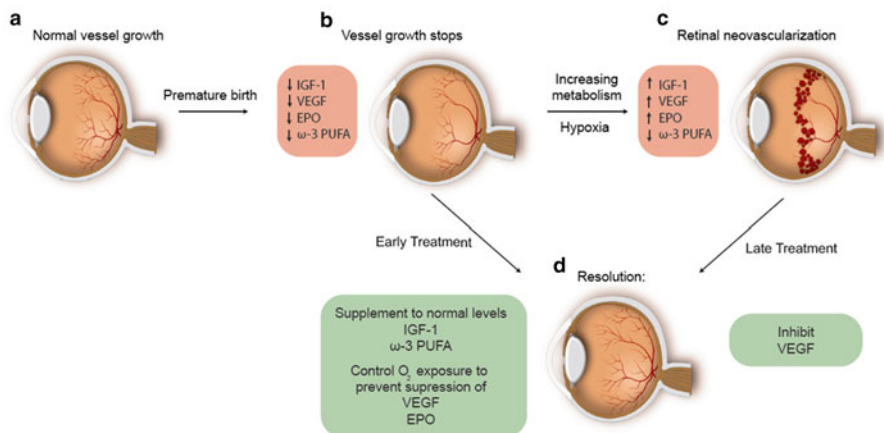 a
Normal vessel growth
Premature birth
b
Vessel growth stops
↓ IGF-1
↓ VEGF
↓ EPO
↓ ω-3 PUFA
Increasing
metabolism
Hypoxia
c
Retinal neovascularization
↑ IGF-1
↑ VEGF
↑ EPO
↓ ω-3 PUFA
Early Treatment
Late Treatment
Supplement to normal levels
IGF-1
ω-3 PUFA
Control O₂ exposure to
prevent supression of
VEGF
EPO
d
Resolution:
Inhibit
VEGF